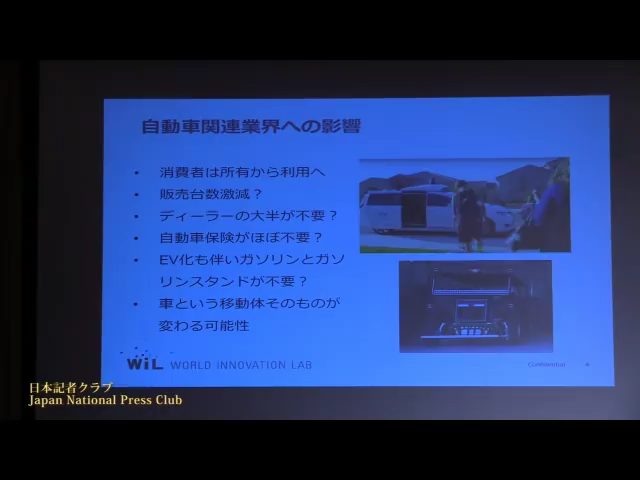 自動車関連業界への影響
• 消費者は所有から利用へ
• 販売台数激減？
• ディーラーの大半が不要？
• 自動車保険がほぼ不要？
• EV化も伴いガソリンとガソ
リンスタンドが不要？
• 車という移動体そのものが
変わる可能性
WiL WORLD INNOVATION LAB
Confidential
日本記者クラブ
Japan National Press Club